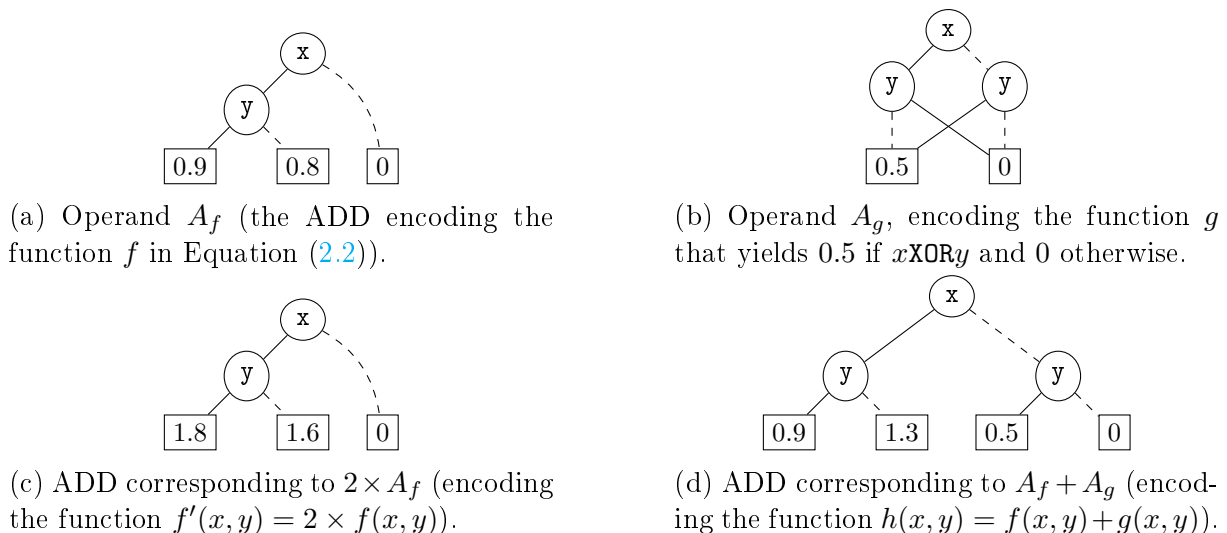 x
y
0.9 0.8 0
(a) Operand A_f (the ADD encoding the
function f in Equation (2.2)).
x
y y
0.5 0
(b) Operand A_g, encoding the function g
that yields 0.5 if xXORy and 0 otherwise.
x
y
1.8 1.6 0
(c) ADD corresponding to 2 × A_f (encoding
the function f′(x, y) = 2 × f(x, y)).
x
y y
0.9 1.3 0.5 0
(d) ADD corresponding to A_f + A_g (encod-
ing the function h(x, y) = f(x, y)+g(x, y)).